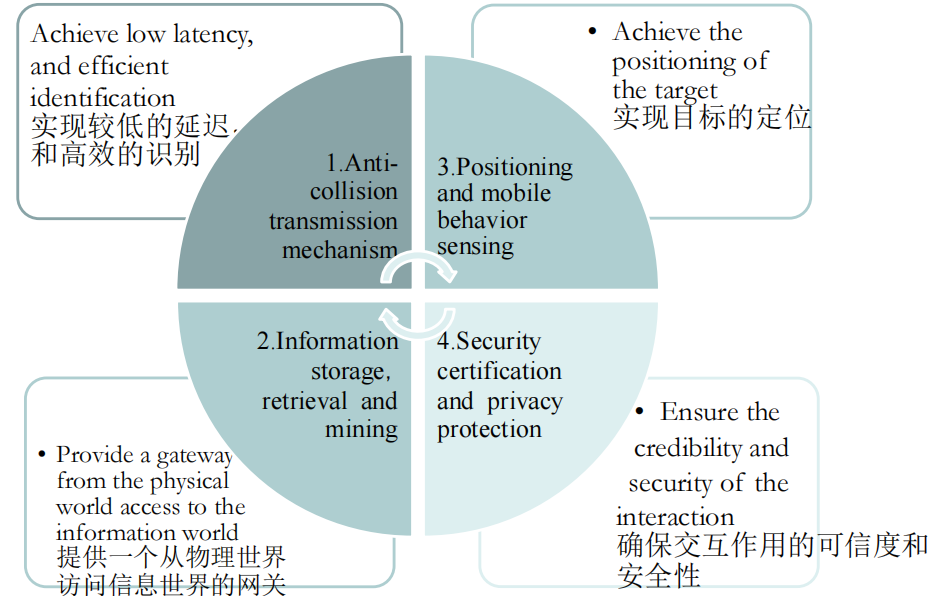 Achieve low latency,
and efficient
identification
实现较低的延迟，
和高效的识别
1.Anti-
collision
transmission
mechanism
• Achieve the
positioning of
the target
实现目标的定位
3.Positioning
and mobile
behavior
sensing
2.Information
storage,
retrieval and
mining
• Provide a gateway
from the physical
world access to the
information world
提供一个从物理世界
访问信息世界的网关
4.Security
certification
and privacy
protection
• Ensure the
credibility and
security of the
interaction
确保交互作用的可信度和
安全性